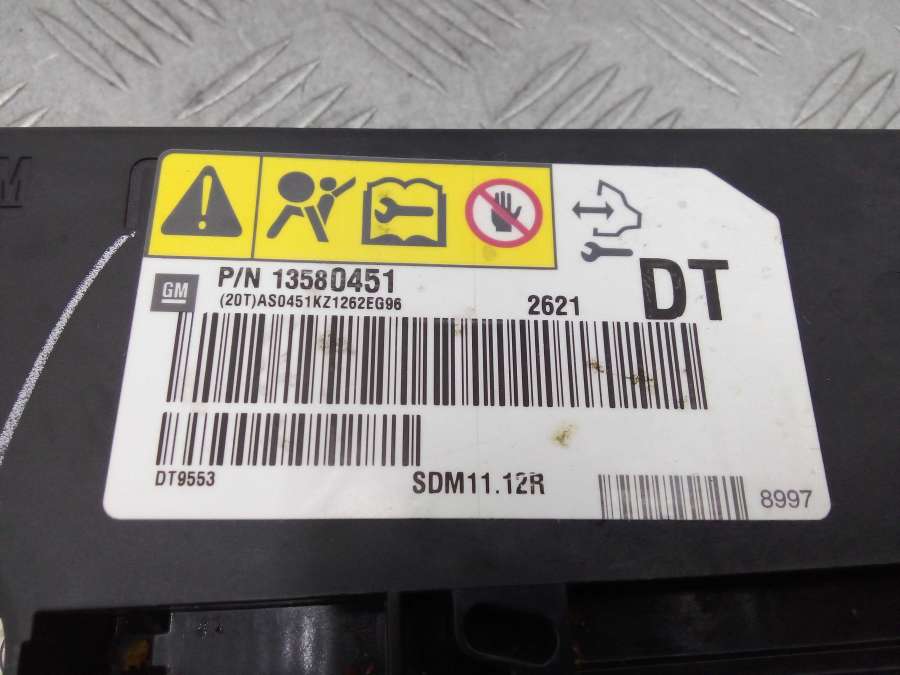 P/N 13580451
GM
(20T)AS0451KZ1262EG96
2621
DT
DT9553
SDM11.12R
8997